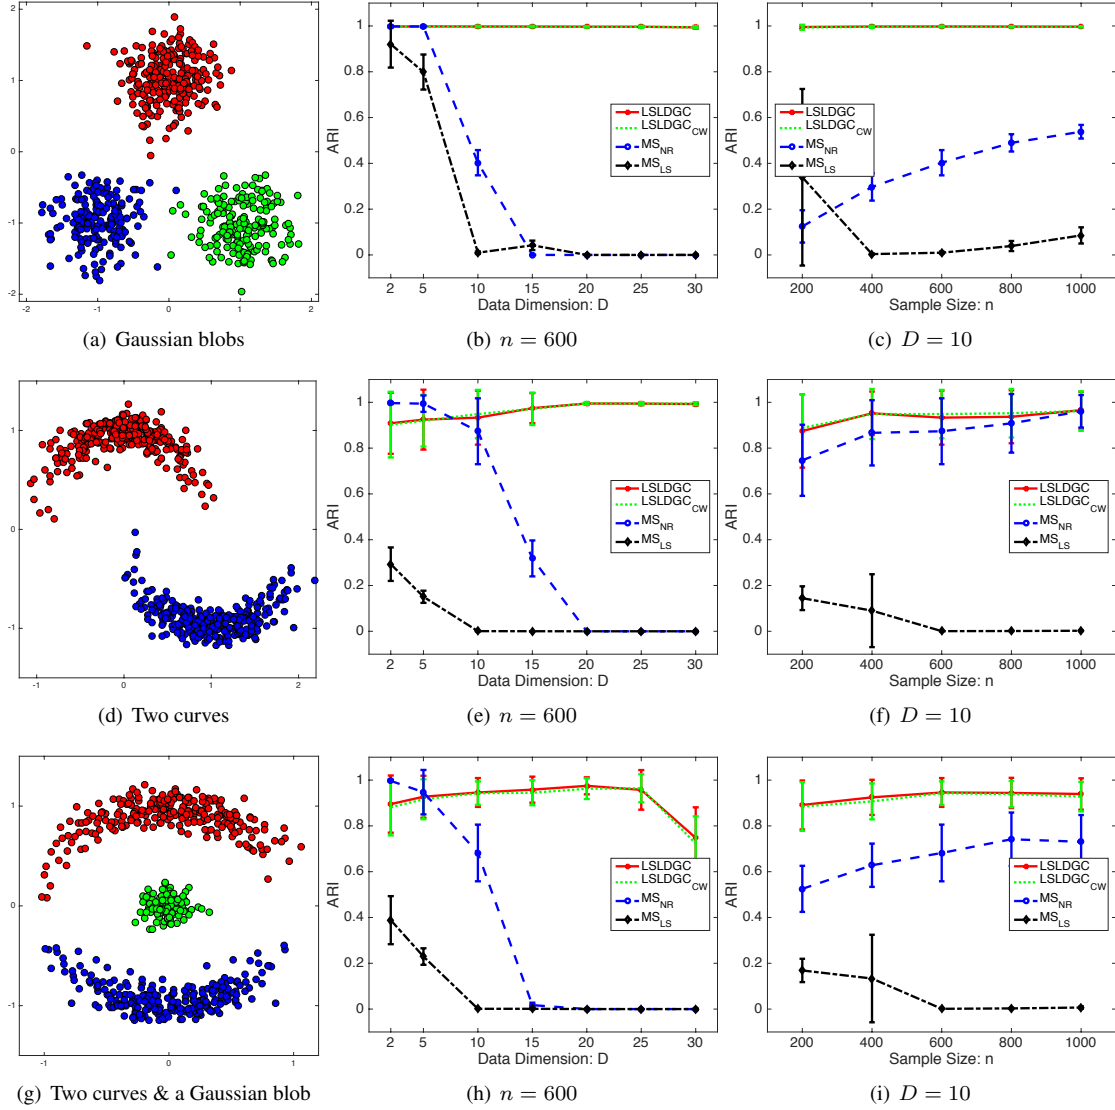 2
1
0
-1
-2
-2 -1 0 1 2
(a) Gaussian blobs
ARI
1
0.8
0.6
0.4
0.2
0
2 5 10 15 20 25 30
Data Dimension: D
LSLDGC
LSLDGC_CW
MS_NR
MS_LS
(b) n = 600
ARI
1
0.8
0.6
0.4
0.2
0
200 400 600 800 1000
Sample Size: n
LSLDGC
LSLDGC_CW
MS_NR
MS_LS
(c) D = 10
1
0
-1
-1 0 1 2
(d) Two curves
ARI
1
0.8
0.6
0.4
0.2
0
2 5 10 15 20 25 30
Data Dimension: D
LSLDGC
LSLDGC_CW
MS_NR
MS_LS
(e) n = 600
ARI
1
0.8
0.6
0.4
0.2
0
200 400 600 800 1000
Sample Size: n
LSLDGC
LSLDGC_CW
MS_NR
MS_LS
(f) D = 10
1
0
-1
-1 0 1
(g) Two curves & a Gaussian blob
ARI
1
0.8
0.6
0.4
0.2
0
2 5 10 15 20 25 30
Data Dimension: D
LSLDGC
LSLDGC_CW
MS_NR
MS_LS
(h) n = 600
ARI
1
0.8
0.6
0.4
0.2
0
200 400 600 800 1000
Sample Size: n
LSLDGC
LSLDGC_CW
MS_NR
MS_LS
(i) D = 10